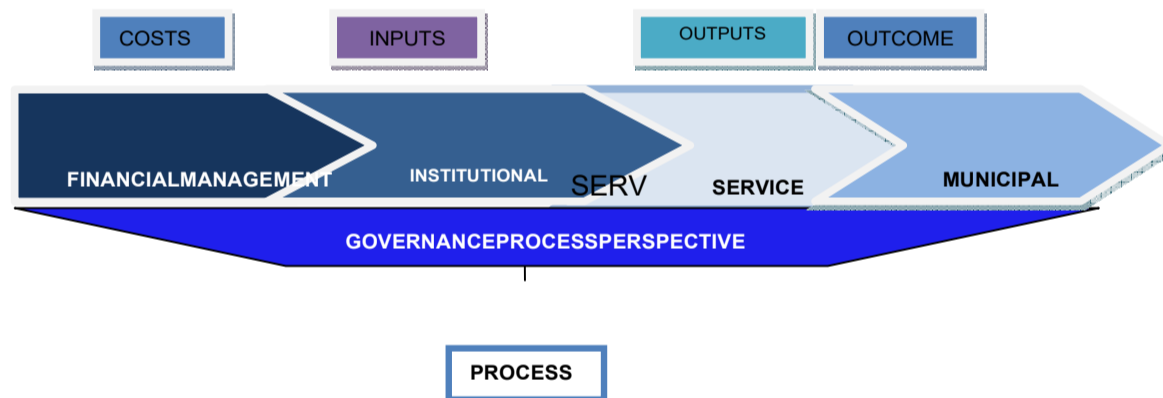 COSTS
INPUTS
OUTPUTS
OUTCOME
FINANCIALMANAGEMENT
INSTITUTIONAL
SERV
SERVICE
MUNICIPAL
GOVERNANCEPROCESSPERSPECTIVE
PROCESS